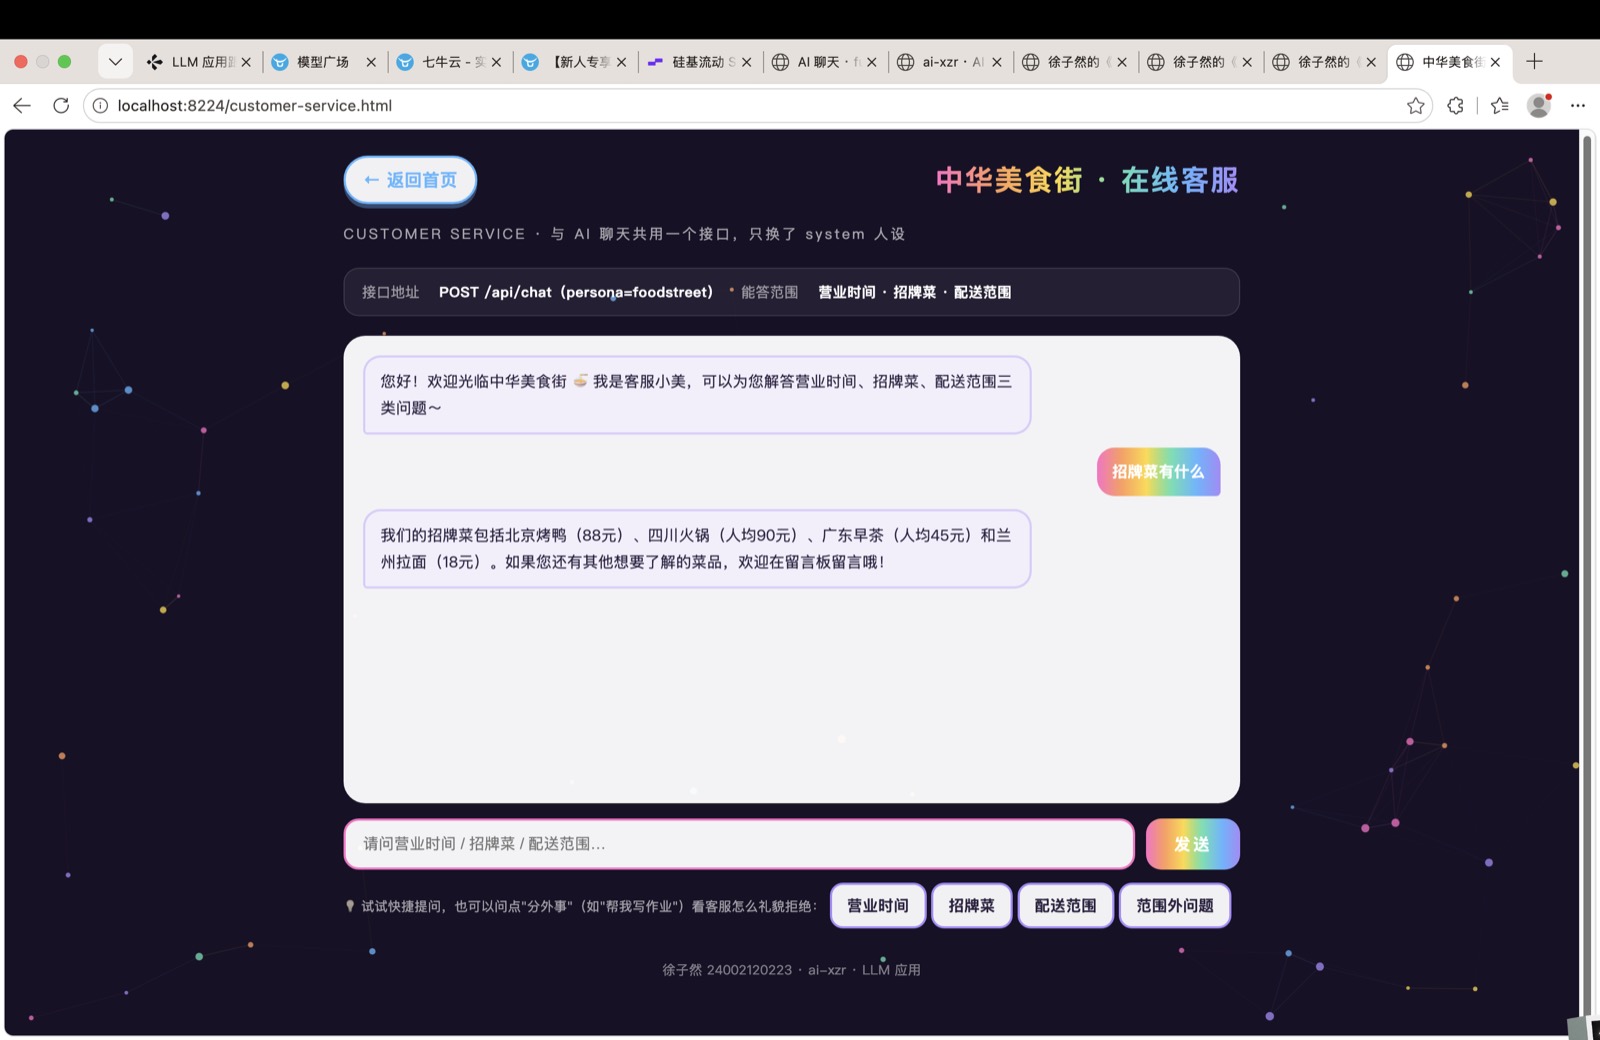 LLM 应用
模型广场
七牛云 - 实
【新人专享
硅基流动 S
AI 聊天 · f
ai-xzr · AI
徐子然的
徐子然的
徐子然的
中华美食街
localhost:8224/customer-service.html
← 返回首页
中华美食街 · 在线客服
CUSTOMER SERVICE · 与 AI 聊天共用一个接口，只换了 system 人设
接口地址 POST /api/chat（persona=foodstreet） 能答范围 营业时间 · 招牌菜 · 配送范围
您好！欢迎光临中华美食街 🍜 我是客服小美，可以为您解答营业时间、招牌菜、配送范围三
类问题～
招牌菜有什么
我们的招牌菜包括北京烤鸭（88元）、四川火锅（人均90元）、广东早茶（人均45元）和兰
州拉面（18元）。如果您还有其他想要了解的菜品，欢迎在留言板留言哦！
请问营业时间 / 招牌菜 / 配送范围...
发送
💡 试试快捷提问，也可以问点"分外事"（如"帮我写作业"）看客服怎么礼貌拒绝：
营业时间
招牌菜
配送范围
范围外问题
徐子然 24002120223 · ai-xzr · LLM 应用